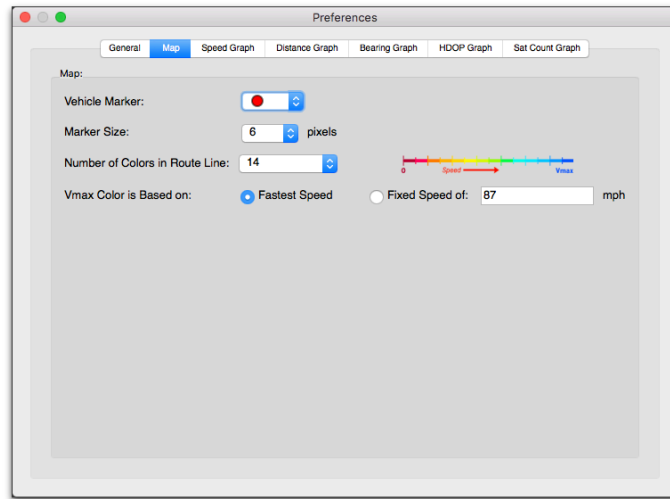 Preferences
General Map Speed Graph Distance Graph Bearing Graph HDOP Graph Sat Count Graph
Map:
Vehicle Marker:
Marker Size: 6 pixels
Number of Colors in Route Line: 14
0 Speed Vmax
Vmax Color is Based on: Fastest Speed Fixed Speed of: 87 mph